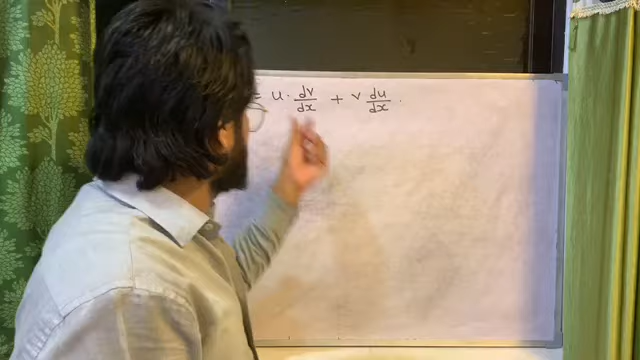 = u · dv/dx + v du/dx .